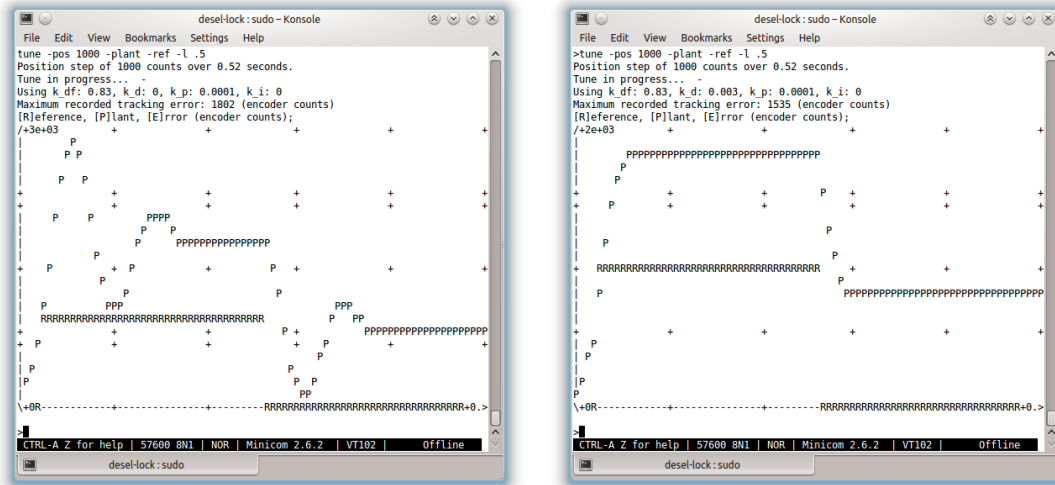 desel-lock : sudo – Konsole
File Edit View Bookmarks Settings Help
tune -pos 1000 -plant -ref -l .5
Position step of 1000 counts over 0.52 seconds.
Tune in progress... -
Using k_df: 0.83, k_d: 0, k_p: 0.0001, k_i: 0
Maximum recorded tracking error: 1802 (encoder counts)
[R]eference, [P]lant, [E]rror (encoder counts);
/+3e+03 + + + + +
| P
| P P
|
| P P
+ + + + + +
+ + + + + +
| P P PPPP
| P P
| P PPPPPPPPPPPPPPPP
| P
+ P + P + P + + +
| P
| P P
| P PPP PPP
| RRRRRRRRRRRRRRRRRRRRRRRRRRRRRRRRRRRRRR P PP
+ + + P + PPPPPPPPPPPPPPPPPPPPP
+ P + + + P + +
| P
| P P
|P P P
| PP
\+0R------------+---------------+---------RRRRRRRRRRRRRRRRRRRRRRRRRRRRRRRRRR+0.>
>
CTRL-A Z for help | 57600 8N1 | NOR | Minicom 2.6.2 | VT102 | Offline
desel-lock : sudo
desel-lock : sudo – Konsole
File Edit View Bookmarks Settings Help
>tune -pos 1000 -plant -ref -l .5
Position step of 1000 counts over 0.52 seconds.
Tune in progress... -
Using k_df: 0.83, k_d: 0.003, k_p: 0.0001, k_i: 0
Maximum recorded tracking error: 1535 (encoder counts)
[R]eference, [P]lant, [E]rror (encoder counts);
/+2e+03 + + + + +
|
| PPPPPPPPPPPPPPPPPPPPPPPPPPPPPPPPP
| P
| P
+ + + P + + +
+ P + + + + +
|
| P
| P
| P
+ RRRRRRRRRRRRRRRRRRRRRRRRRRRRRRRRRRRRRR + + +
| P
| P PPPPPPPPPPPPPPPPPPPPPPPPPPPPPPPPPP
|
|
+ + + + + +
| P
| P
|
|P
P
\+0R------------+---------------+---------RRRRRRRRRRRRRRRRRRRRRRRRRRRRRRRRRR+0.>
>
CTRL-A Z for help | 57600 8N1 | NOR | Minicom 2.6.2 | VT102 | Offline
desel-lock : sudo